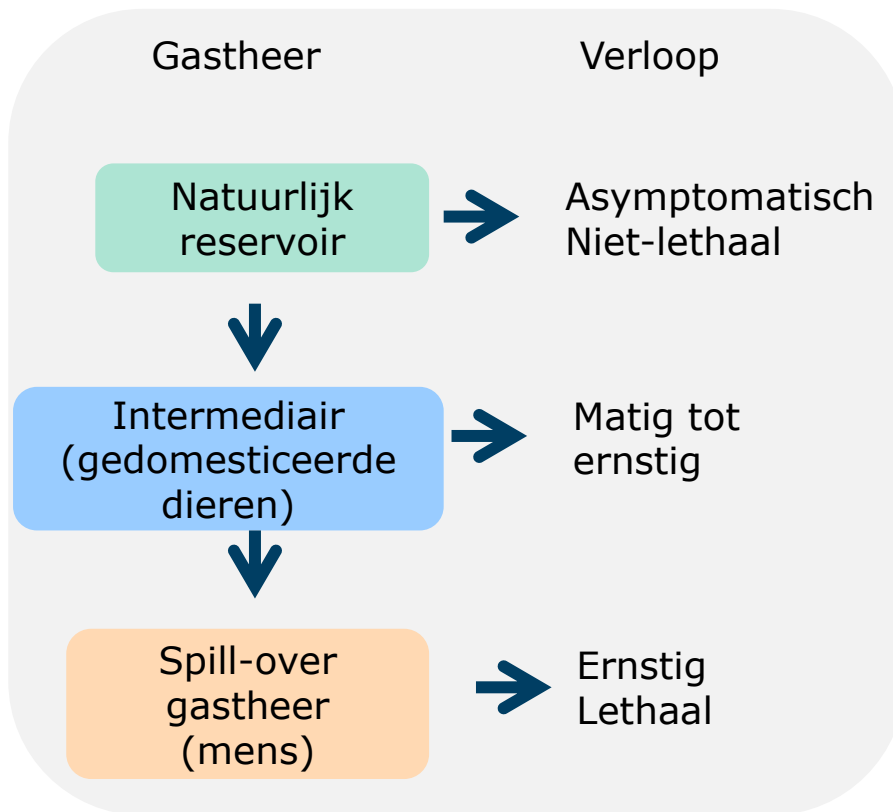 Gastheer
Verloop
Natuurlijk
reservoir
Asymptomatisch
Niet-lethaal
Intermediair
(gedomesticeerde
dieren)
Matig tot
ernstig
Spill-over
gastheer
(mens)
Ernstig
Lethaal